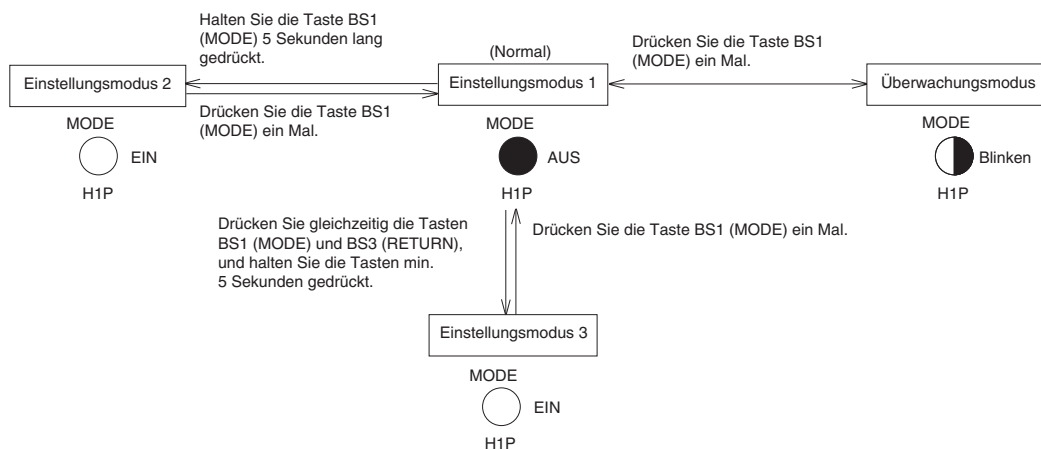 Halten Sie die Taste BS1
(MODE) 5 Sekunden lang
gedrückt.
(Normal)
Drücken Sie die Taste BS1
(MODE) ein Mal.
Einstellungsmodus 2
Einstellungsmodus 1
Überwachungsmodus
Drücken Sie die Taste BS1
(MODE) ein Mal.
MODE
EIN
H1P
MODE
AUS
H1P
MODE
Blinken
H1P
Drücken Sie gleichzeitig die Tasten
BS1 (MODE) und BS3 (RETURN),
und halten Sie die Tasten min.
5 Sekunden gedrückt.
Drücken Sie die Taste BS1 (MODE) ein Mal.
Einstellungsmodus 3
MODE
EIN
H1P